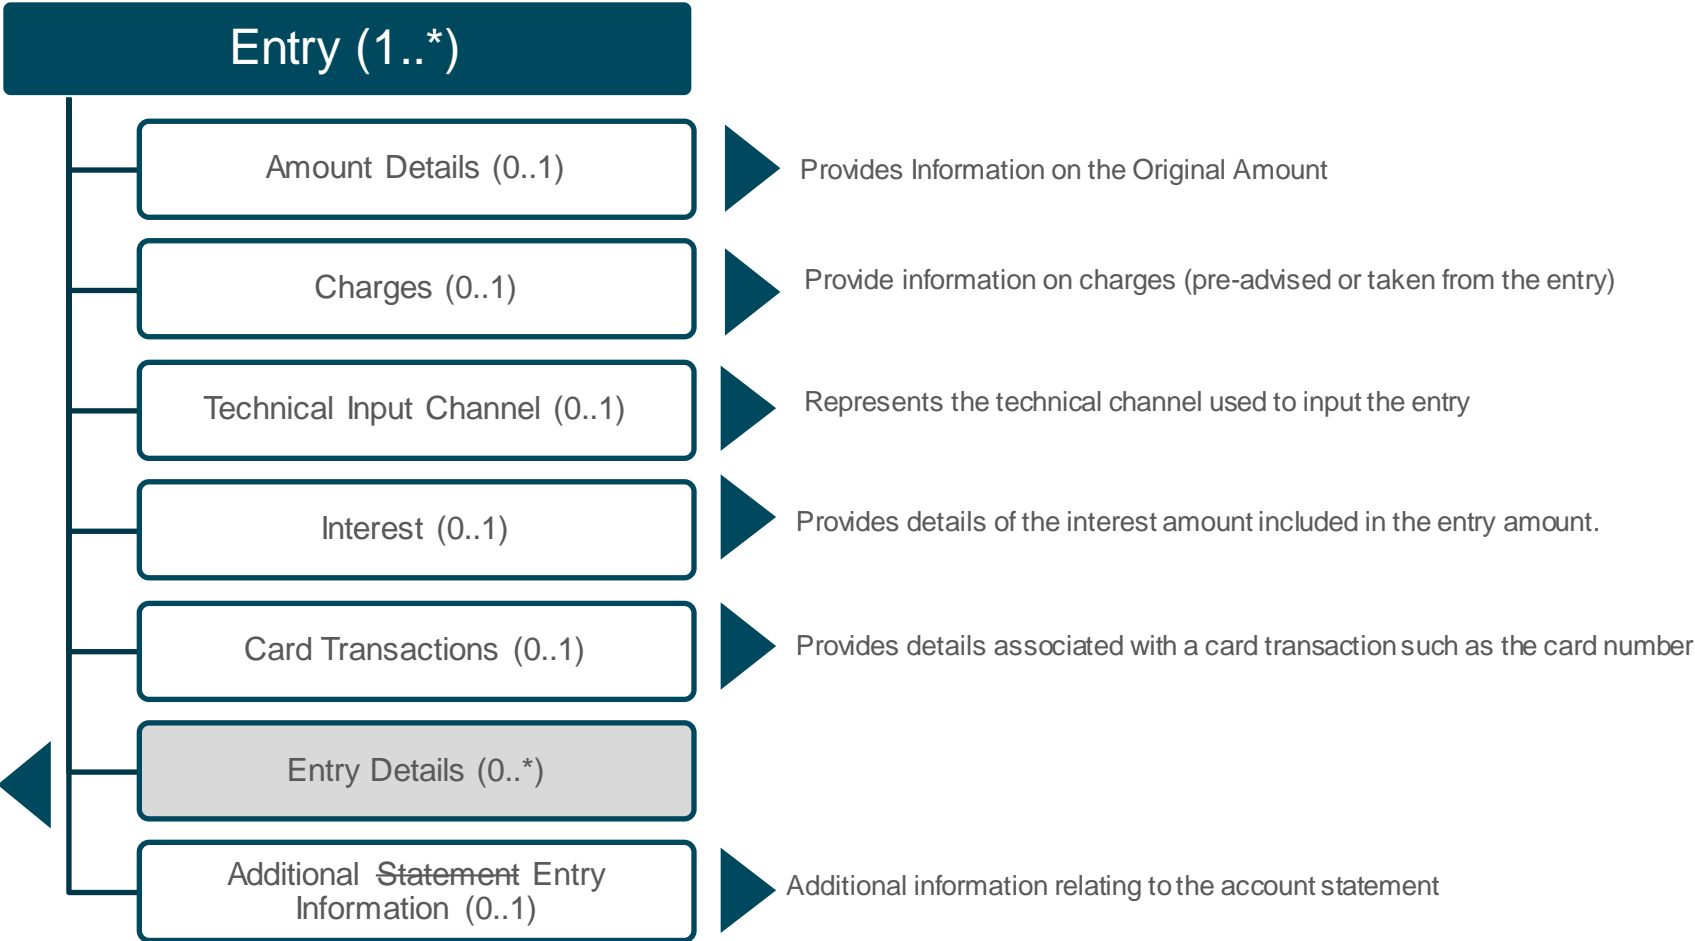 Entry (1..*)
Amount Details (0..1)
Provides Information on the Original Amount
Charges (0..1)
Provide information on charges (pre-advised or taken from the entry)
Technical Input Channel (0..1)
Represents the technical channel used to input the entry
Interest (0..1)
Provides details of the interest amount included in the entry amount.
Card Transactions (0..1)
Provides details associated with a card transaction such as the card number
Entry Details (0..*)
Additional Statement Entry
Information (0..1)
Additional information relating to the account statement